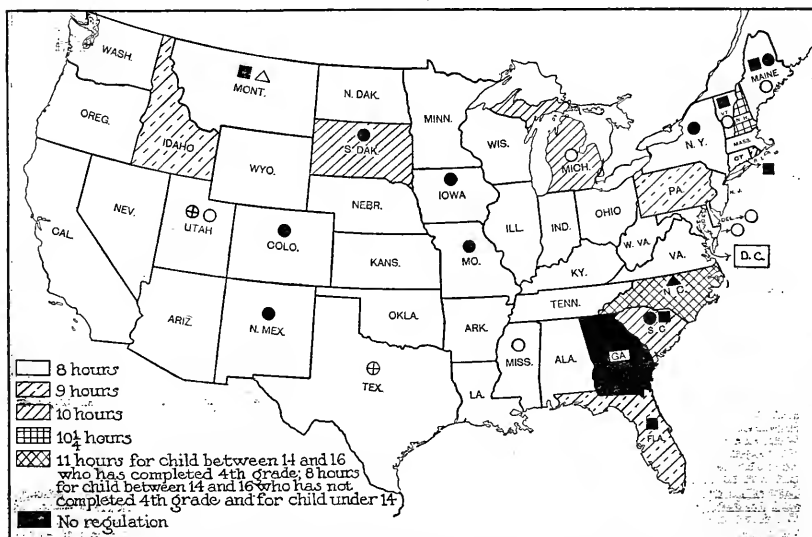 WASH.
MONT.
N. DAK.
MINN.
MAINE
OREG.
IDAHO
S. DAK.
WIS.
MICH.
N. Y.
VT.
N. H.
MASS.
CT
R. I.
WYO.
IOWA
PA.
N. J.
NEV.
UTAH
NEBR.
ILL.
IND.
OHIO
DEL.
CAL.
COLO.
KANS.
MO.
W. VA.
VA.
D. C.
KY.
N. C.
TENN.
ARIZ.
N. MEX.
OKLA.
ARK.
S. C.
TEX.
MISS.
ALA.
GA.
LA.
FLA.
8 hours
9 hours
10 hours
10¼ hours
11 hours for child between 14 and 16
who has completed 4th grade; 8 hours
for child between 14 and 16 who has not
completed 4th grade and for child under 14
No regulation